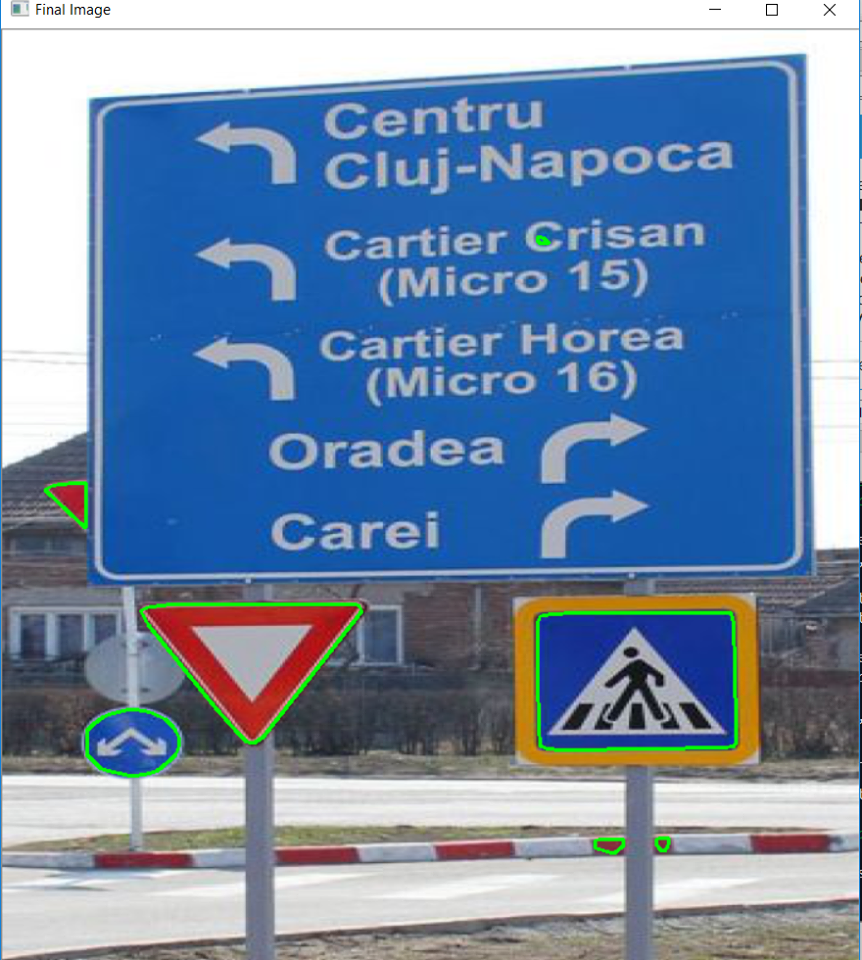 Final Image
Centru
Cluj-Napoca
Cartier Crisan
(Micro 15)
Cartier Horea
(Micro 16)
Oradea
Carei